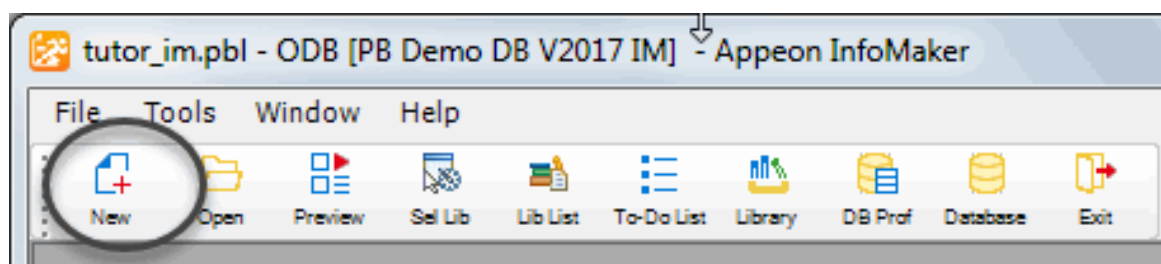 tutor_im.pbl - ODB [PB Demo DB V2017 IM] - Appeon InfoMaker
File Tools Window Help
New Open Preview Sel Lib Lib List To-Do List Library DB Prof Database Exit